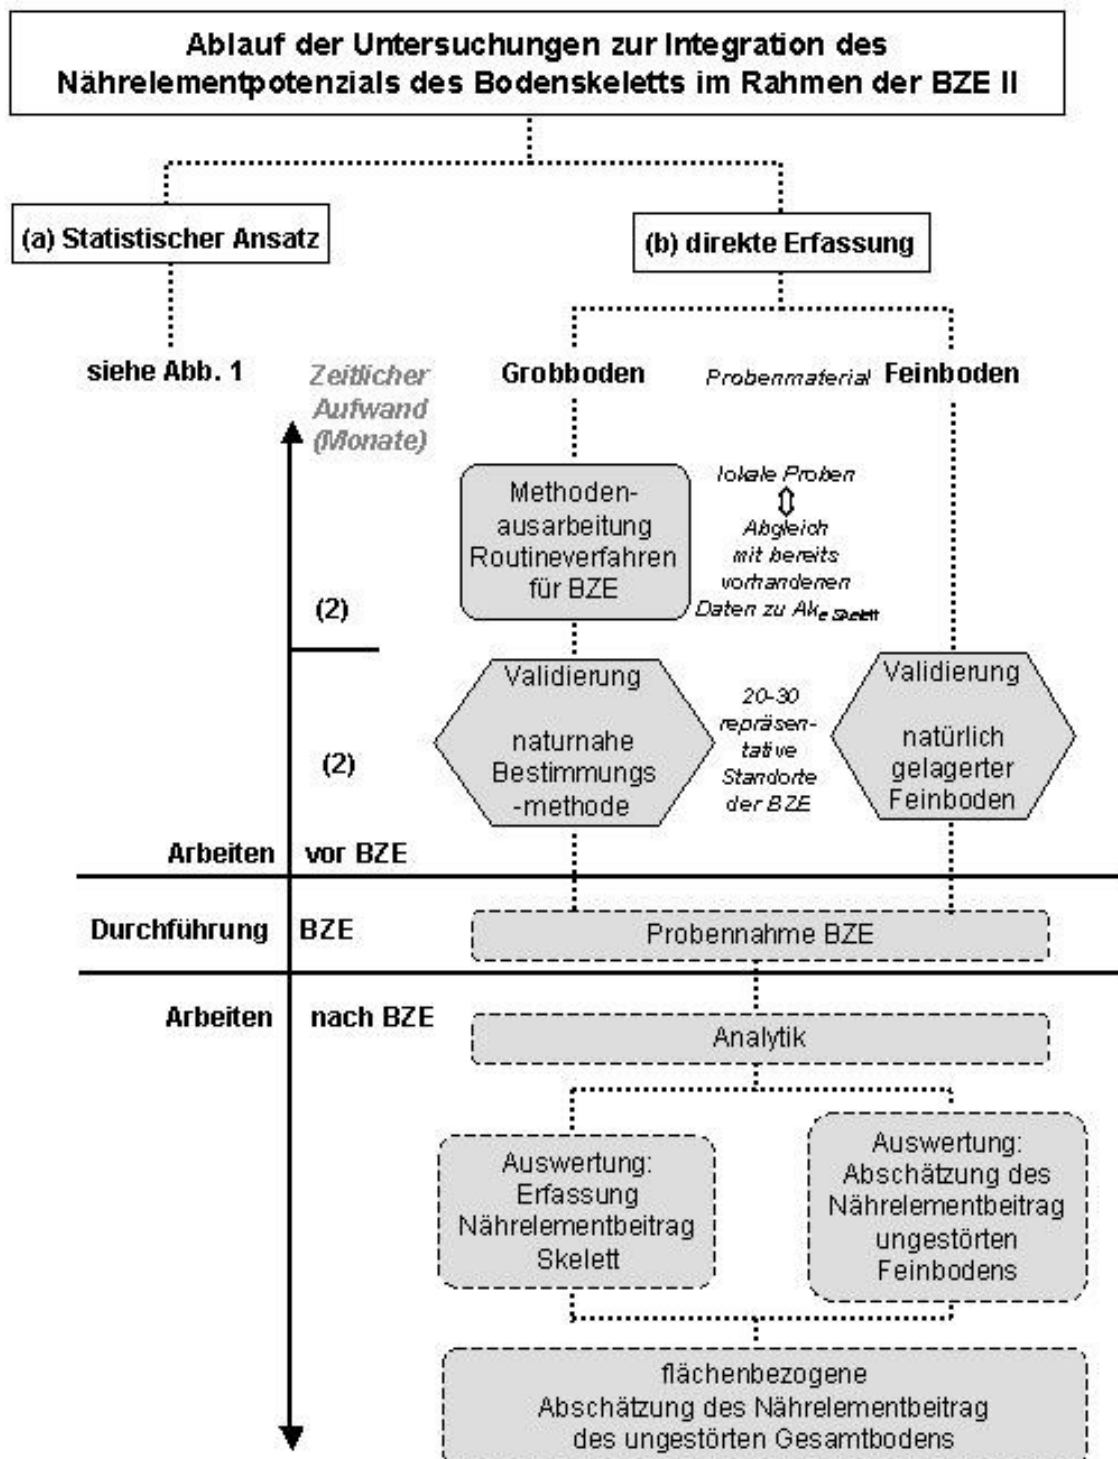 Ablauf der Untersuchungen zur Integration des
Nährelementpotenzials des Bodenskeletts im Rahmen der BZE II
(a) Statistischer Ansatz
(b) direkte Erfassung
siehe Abb. 1
Zeitlicher
Aufwand
(Monate)
Grobboden
Probenmaterial
Feinboden
Methoden-
ausarbeitung
Routineverfahren
für BZE
lokale Proben
Abgleich
mit bereits
vorhandenen
Daten zu Ake Skelett
(2)
Validierung
naturnahe
Bestimmungs
-methode
20-30
repräsen-
tative
Standorte
der BZE
Validierung
natürlich
gelagerter
Feinboden
(2)
Arbeiten vor BZE
Durchführung BZE
Probennahme BZE
Arbeiten nach BZE
Analytik
Auswertung:
Erfassung
Nährelementbeitrag
Skelett
Auswertung:
Abschätzung des
Nährelementbeitrag
ungestörten
Feinbodens
flächenbezogene
Abschätzung des Nährelementbeitrag
des ungestörten Gesamtbodens